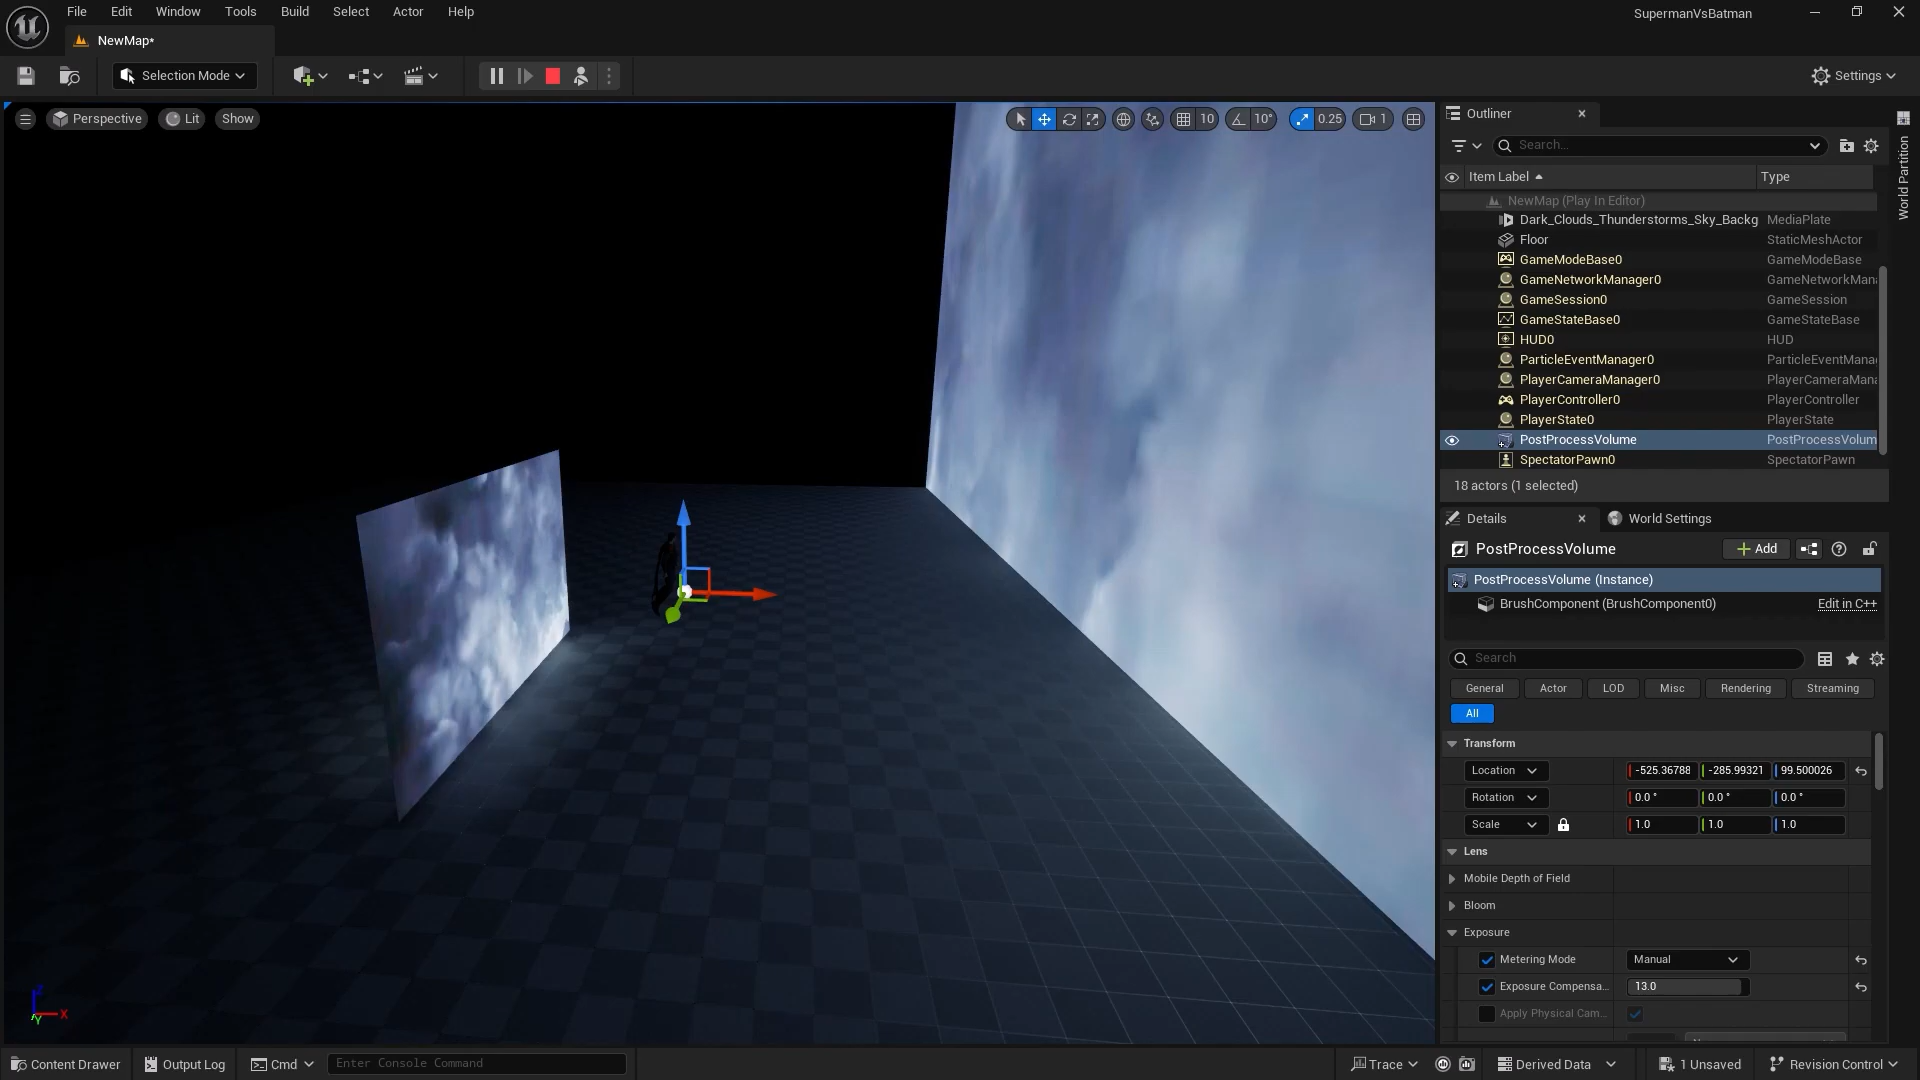 File Edit Window Tools Build Select Actor Help
SupermanVsBatman
NewMap*
Selection Mode
Settings
Perspective Lit Show
10 10° 0.25 1
Outliner
World Partition
Search...
Item Label Type
NewMap (Play In Editor)
Dark_Clouds_Thunderstorms_Sky_Backg MediaPlate
Floor StaticMeshActor
GameModeBase0 GameModeBase
GameNetworkManager0 GameNetworkMana
GameSession0 GameSession
GameStateBase0 GameStateBase
HUD0 HUD
ParticleEventManager0 ParticleEventMana
PlayerCameraManager0 PlayerCameraMana
PlayerController0 PlayerController
PlayerState0 PlayerState
PostProcessVolume PostProcessVolum
SpectatorPawn0 SpectatorPawn
18 actors (1 selected)
Details World Settings
PostProcessVolume
Add
PostProcessVolume (Instance)
BrushComponent (BrushComponent0) Edit in C++
Search
General Actor LOD Misc Rendering Streaming
All
Transform
Location -525.36788 -285.99321 99.500026
Rotation 0.0 ° 0.0 ° 0.0 °
Scale 1.0 1.0 1.0
Lens
Mobile Depth of Field
Bloom
Exposure
Metering Mode Manual
Exposure Compensa... 13.0
Apply Physical Cam...
Z
X
Y
Content Drawer Output Log Cmd Enter Console Command
Trace Derived Data 1 Unsaved Revision Control